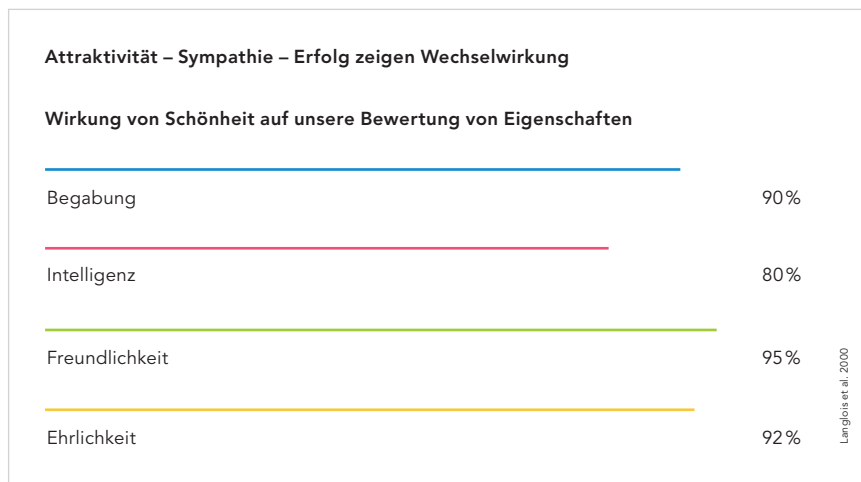 Attraktivität – Sympathie – Erfolg zeigen Wechselwirkung
Wirkung von Schönheit auf unsere Bewertung von Eigenschaften
Begabung 90%
Intelligenz 80%
Freundlichkeit 95%
Ehrlichkeit 92%
Langlois et al. 2000